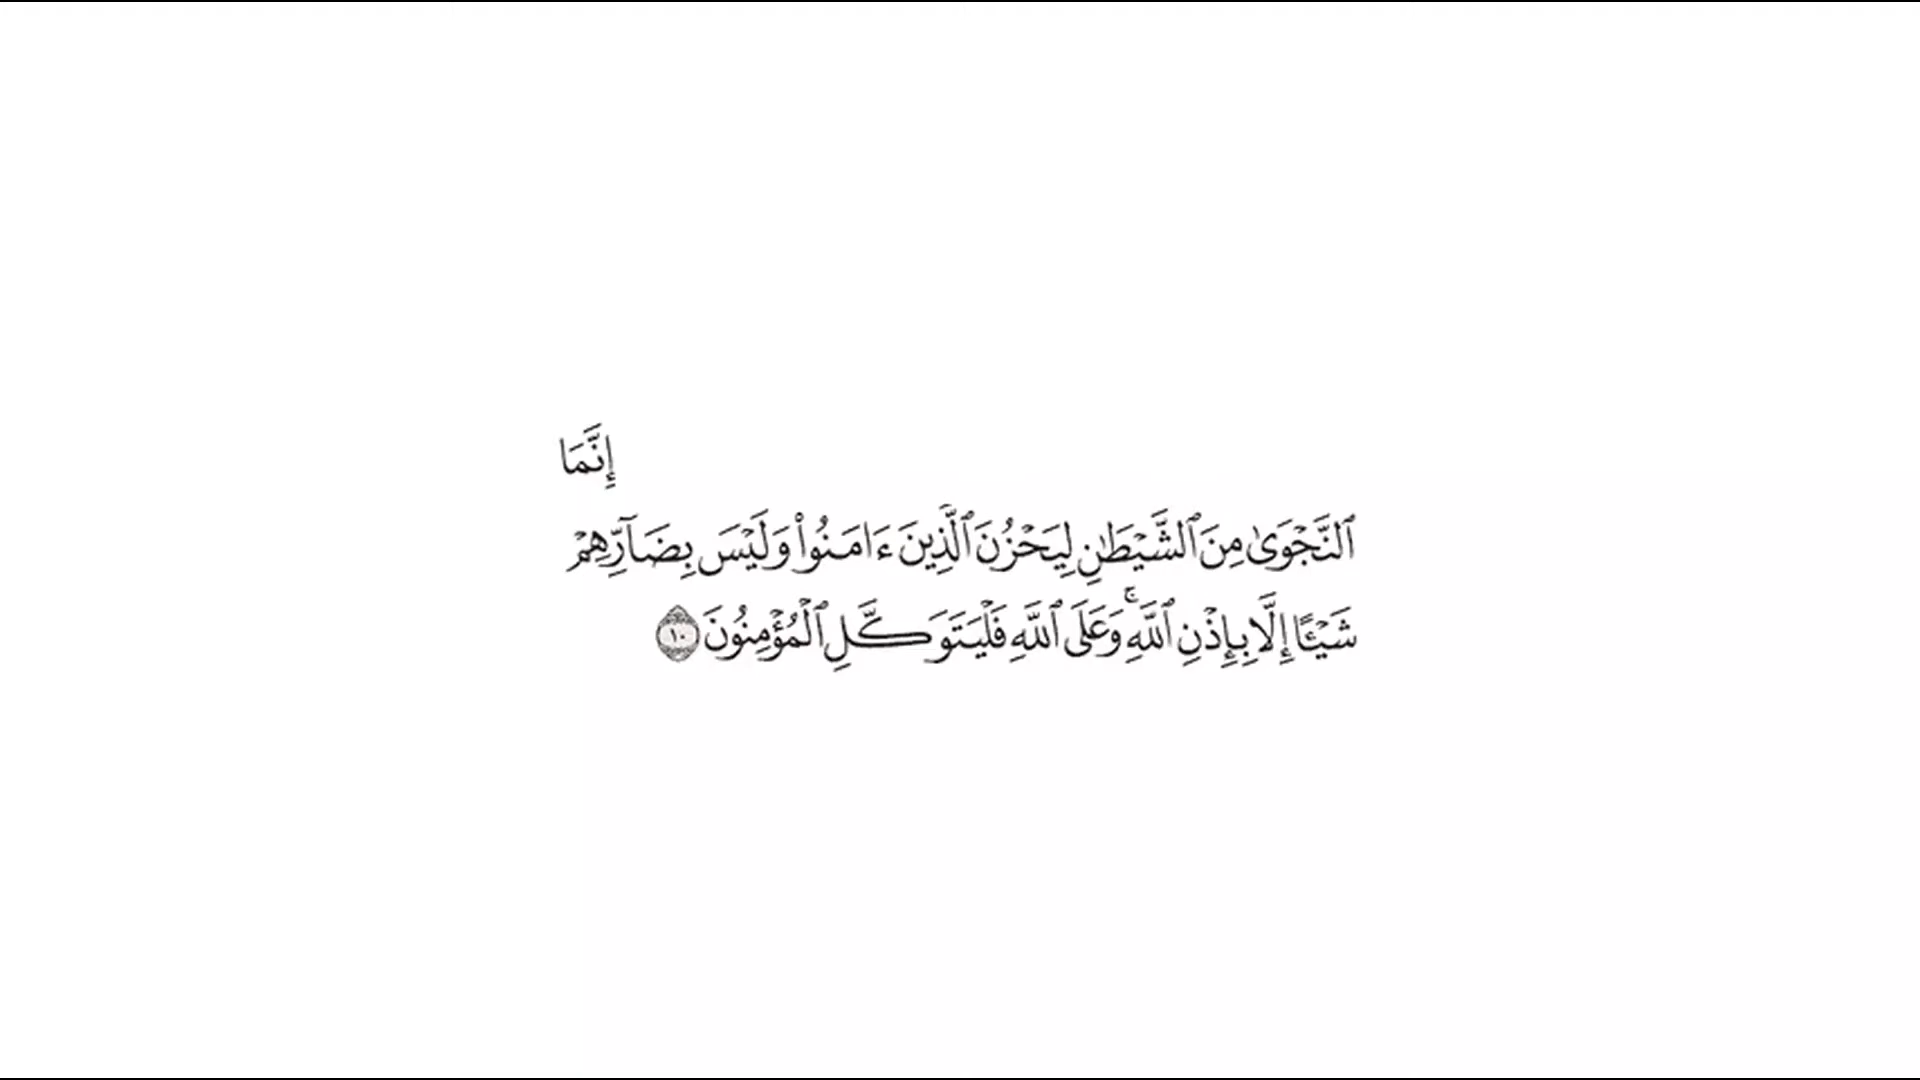 إِنَّمَا
ٱلنَّجْوَىٰ مِنَ ٱلشَّيْطَٰنِ لِيَحْزُنَ ٱلَّذِينَ ءَامَنُوا۟ وَلَيْسَ بِضَآرِّهِمْ
شَيْـًٔا إِلَّا بِإِذْنِ ٱللَّهِ ۚ وَعَلَى ٱللَّهِ فَلْيَتَوَكَّلِ ٱلْمُؤْمِنُونَ ١٠